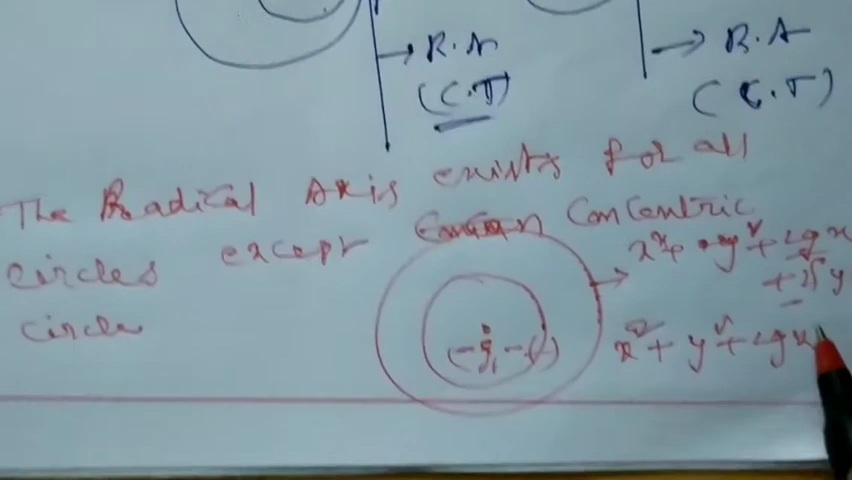 R.A
(C.T)
R.A
(C.T)
The Radical Axis exists for all
circles except Concentric
circle
x² + y² + 2gx
+ 2fy
(-g, -f)
x² + y² + 2gx